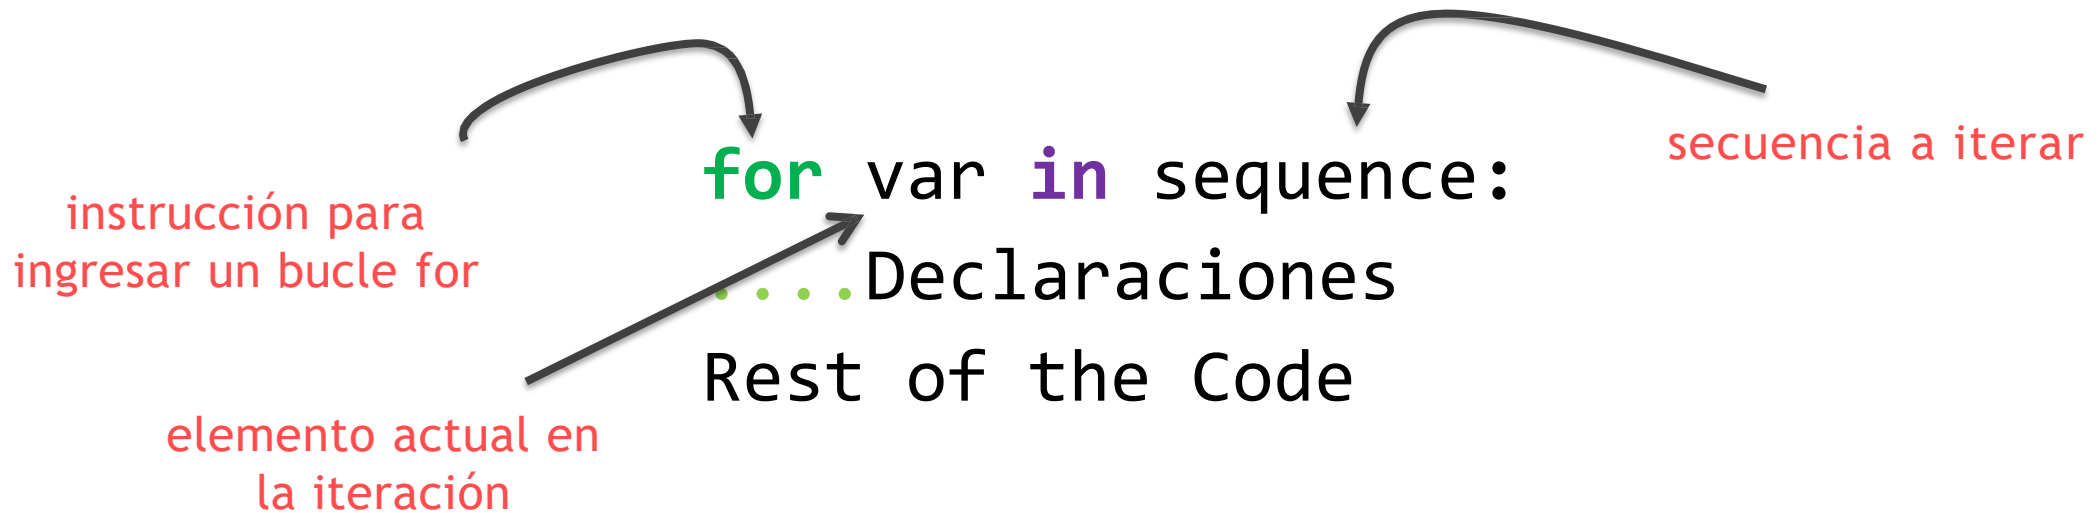 secuencia a iterar
for var in sequence:
instrucción para
ingresar un bucle for
....Declaraciones
Rest of the Code
elemento actual en
la iteración